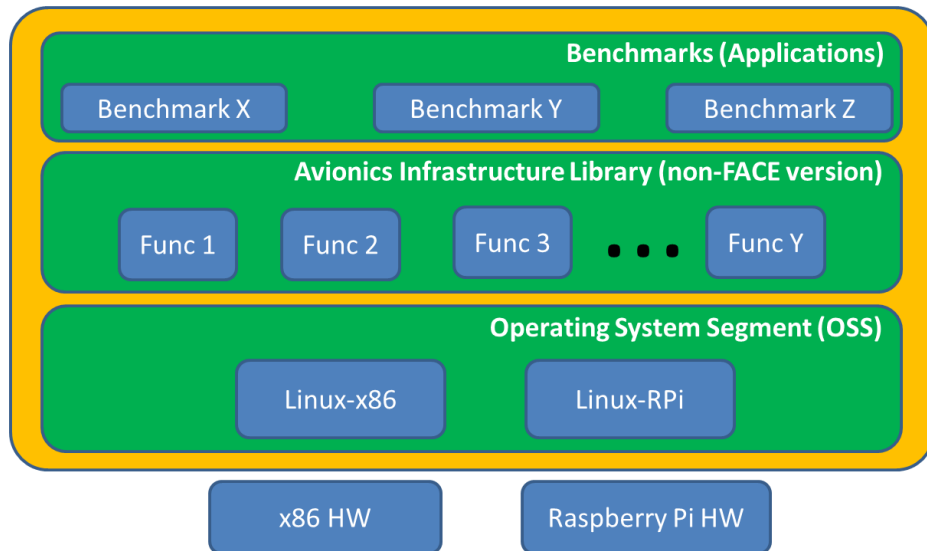 Benchmarks (Applications)
Benchmark X
Benchmark Y
Benchmark Z
Avionics Infrastructure Library (non-FACE version)
Func 1
Func 2
Func 3
...
Func Y
Operating System Segment (OSS)
Linux-x86
Linux-RPi
x86 HW
Raspberry Pi HW